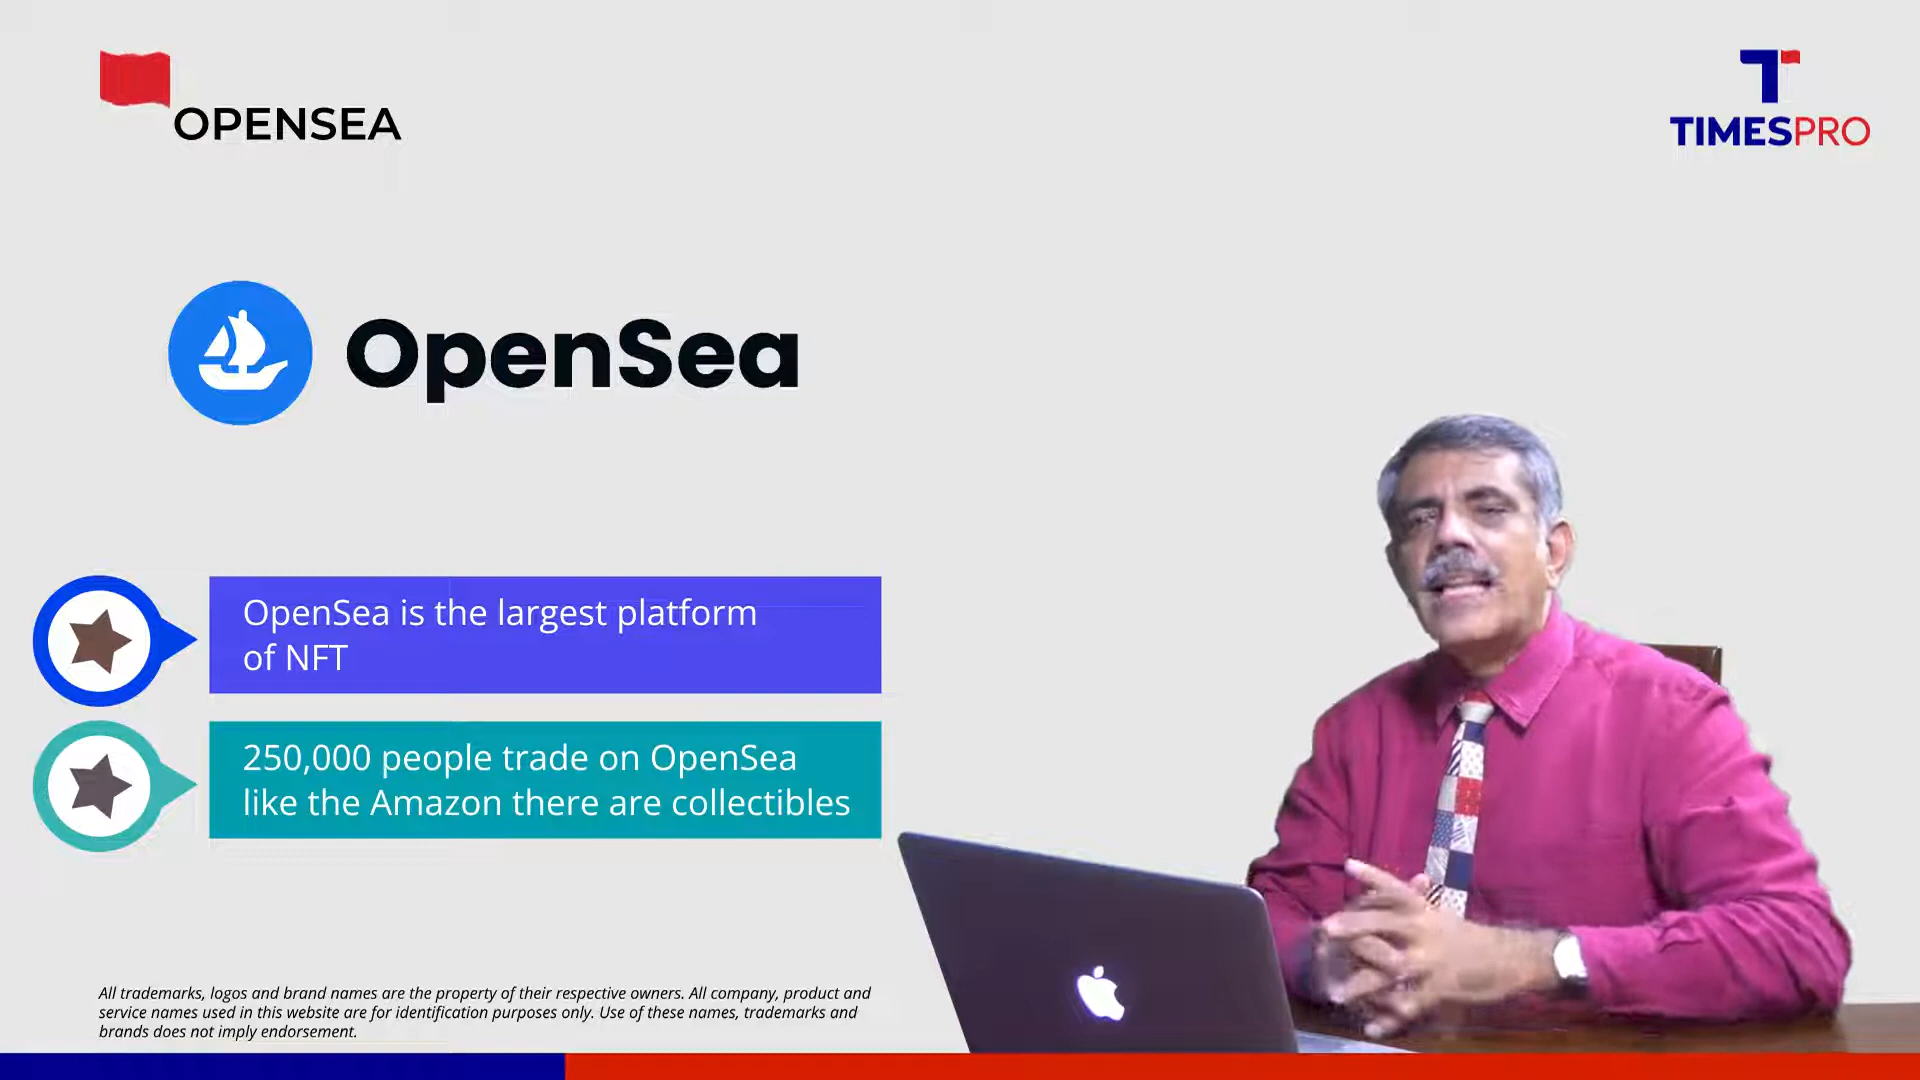 OPENSEA
TIMESPRO
OpenSea
OpenSea is the largest platform
of NFT
250,000 people trade on OpenSea
like the Amazon there are collectibles
All trademarks, logos and brand names are the property of their respective owners. All company, product and
service names used in this website are for identification purposes only. Use of these names, trademarks and
brands does not imply endorsement.